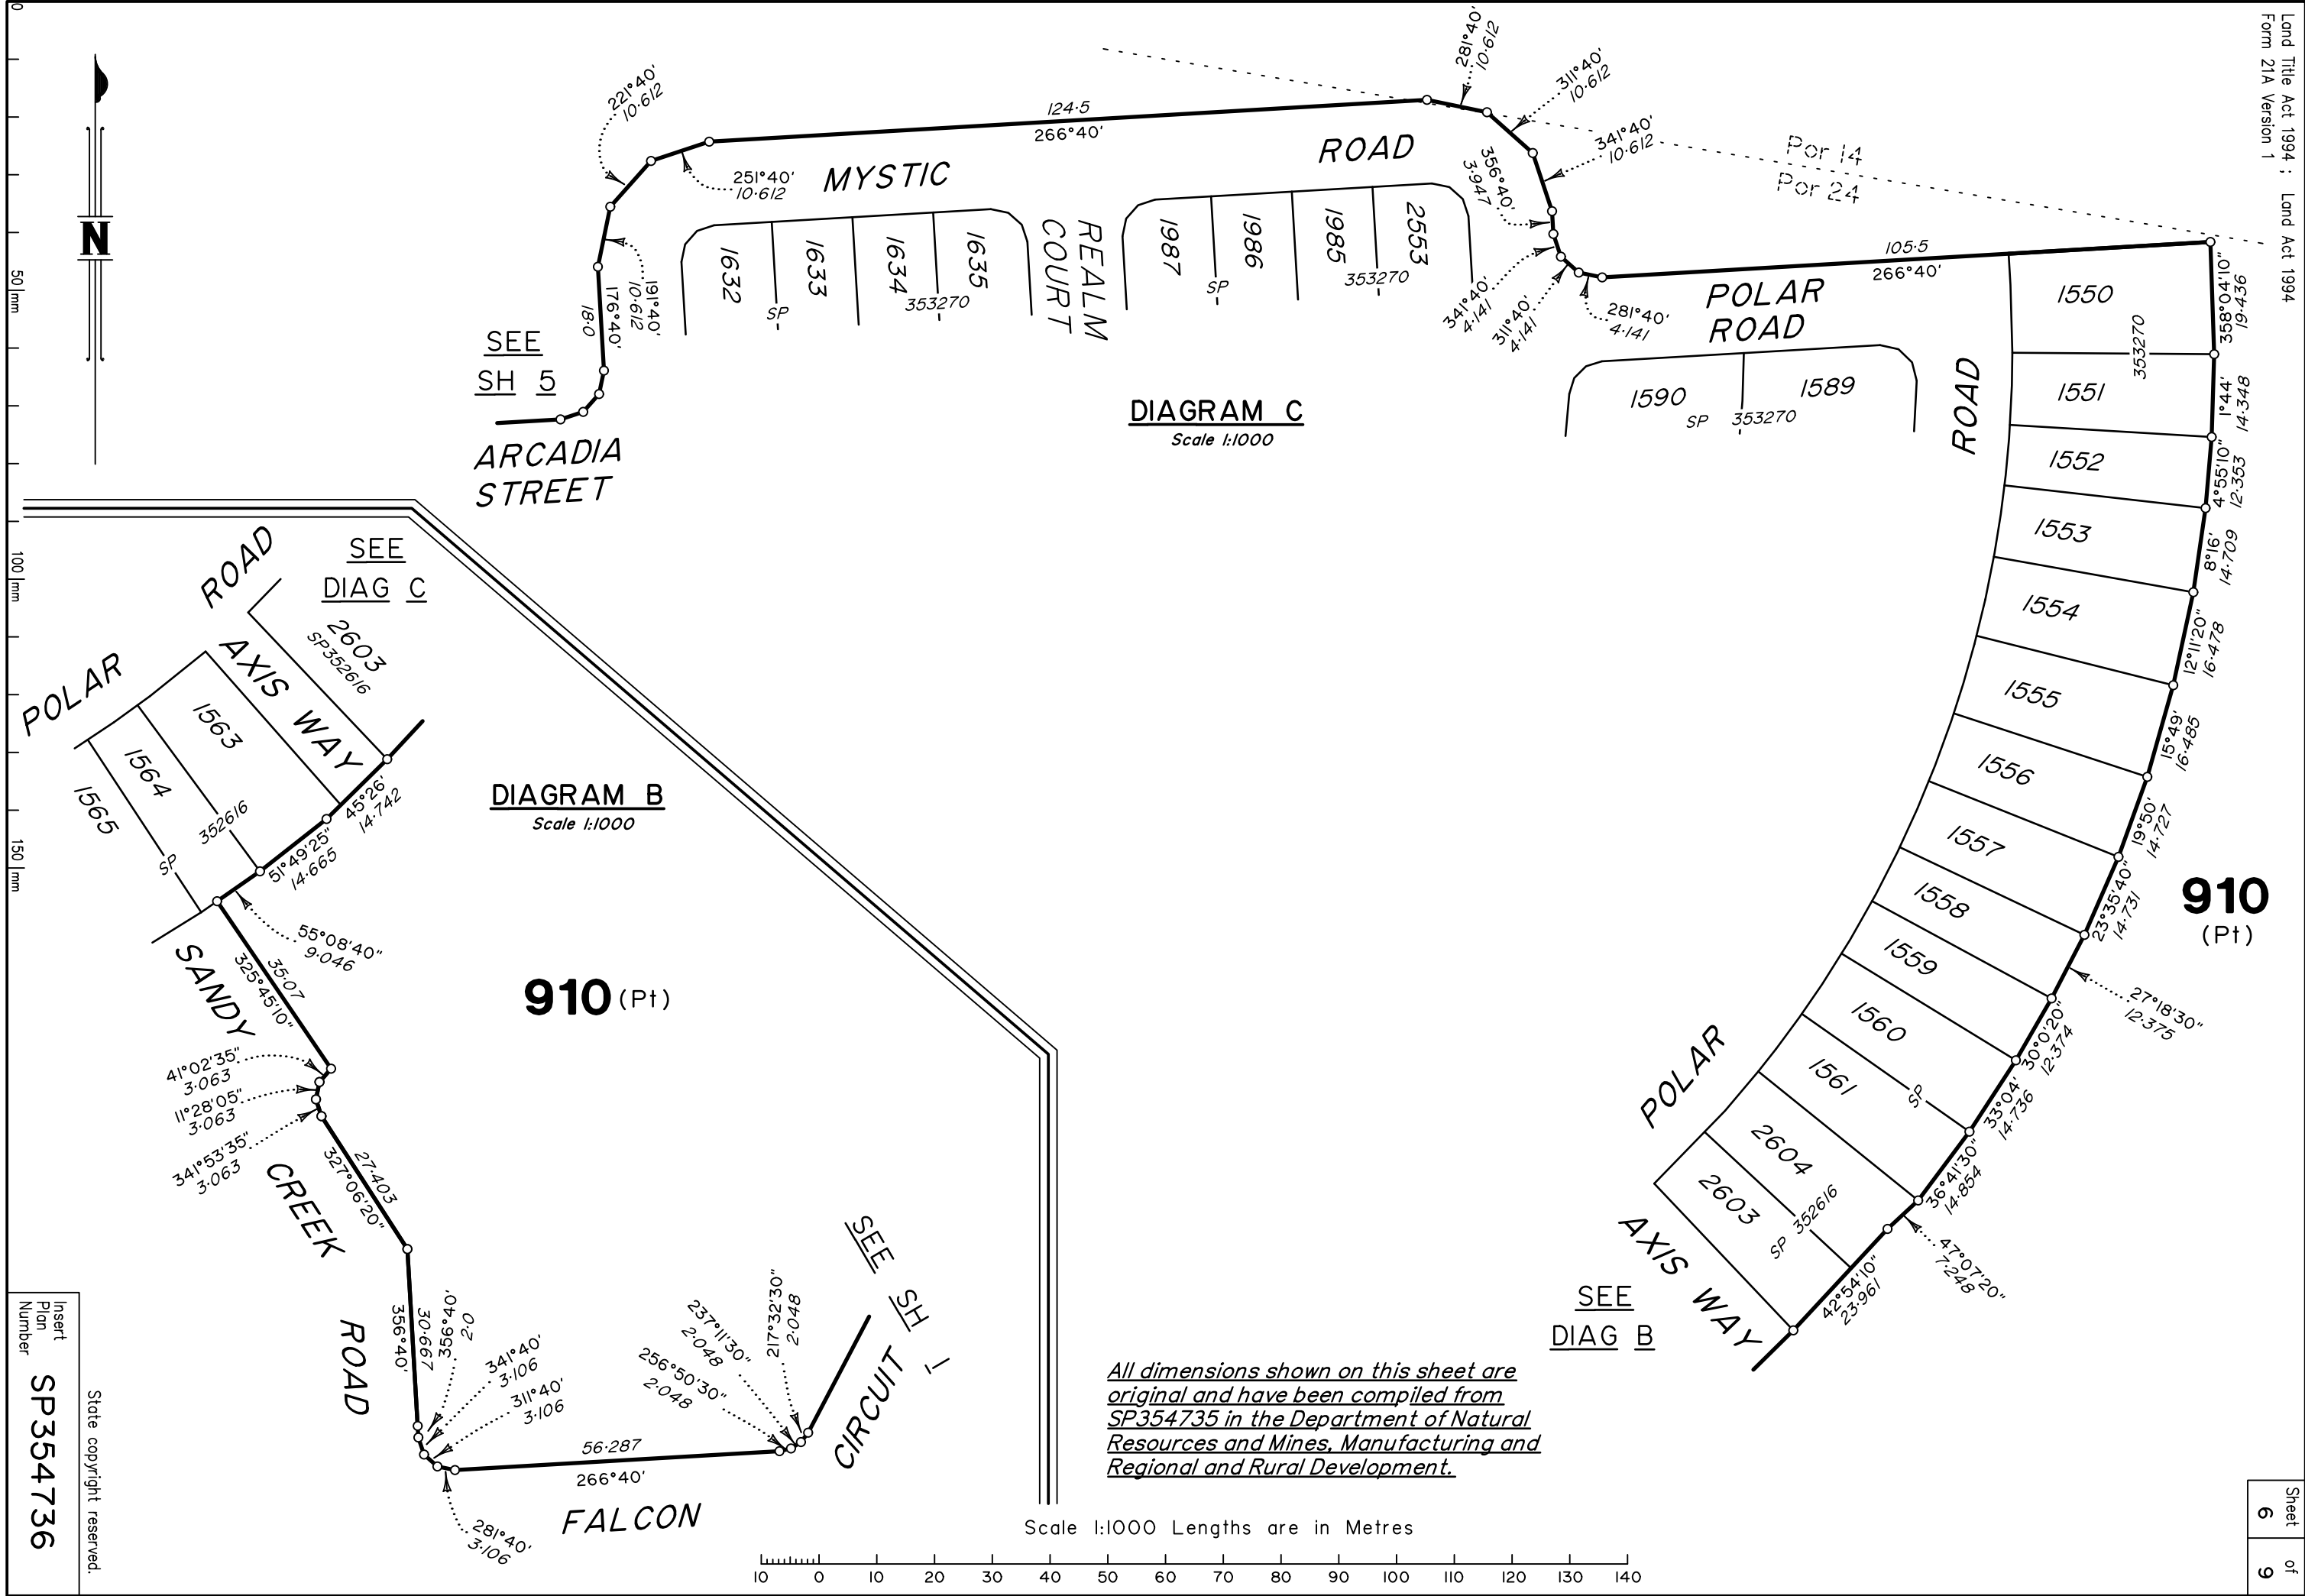 Land Title Act 1994 ; Land Act 1994
Form 21A Version 1
0
50 mm
100 mm
150 mm
N
221°40'
10·612
251°40'
10·612
191°40'
10·612
176°40'
18·0
SEE
SH 5
ARCADIA
STREET
124·5
266°40'
MYSTIC
ROAD
1632
1633
1634
1635
SP
353270
REALM
COURT
1987
1986
1985
2553
SP
353270
281°40'
10·612
311°40'
10·612
341°40'
10·612
356°40'
3·947
341°40'
4·141
311°40'
4·141
281°40'
4·141
Por 14
Por 24
105·5
266°40'
POLAR
ROAD
1590
1589
SP 353270
DIAGRAM C
Scale 1:1000
ROAD
1550
353270
1551
1552
1553
1554
1555
1556
1557
1558
1559
1560
1561
SP
2604
2603
SP 352616
358°04'10"
19·436
1°44'
14·348
4°55'10"
12·353
8°16'
14·709
12°11'20"
16·478
15°49'
16·485
19°50'
14·727
23°35'40"
14·731
27°18'30"
12·375
30°0'20"
12·374
33°04'
14·736
36°41'30"
14·854
47°07'20"
7·248
42°54'10"
23·961
910
(Pt)
POLAR
AXIS WAY
SEE
DIAG B
ROAD
SEE
DIAG C
2603
SP352616
POLAR
AXIS WAY
1563
1564
1565
352616
SP
45°26'
14·742
51°49'25"
14·665
55°08'40"
9·046
DIAGRAM B
Scale 1:1000
910 (Pt)
SANDY
CREEK
ROAD
35·07
325°45'10"
41°02'35"
3·063
11°28'05"
3·063
341°53'35"
3·063
27·403
327°06'20"
30·667
356°40'
356°40'
2·0
341°40'
3·106
311°40'
3·106
281°40'
3·106
56·287
266°40'
256°50'30"
2·048
237°11'30"
2·048
217°32'30"
2·048
SEE SH 1
FALCON
CIRCUIT
All dimensions shown on this sheet are
original and have been compiled from
SP354735 in the Department of Natural
Resources and Mines, Manufacturing and
Regional and Rural Development.
Scale 1:1000 Lengths are in Metres
10 0 10 20 30 40 50 60 70 80 90 100 110 120 130 140
Insert
Plan
Number
SP354736
State copyright reserved.
Sheet of
6 9